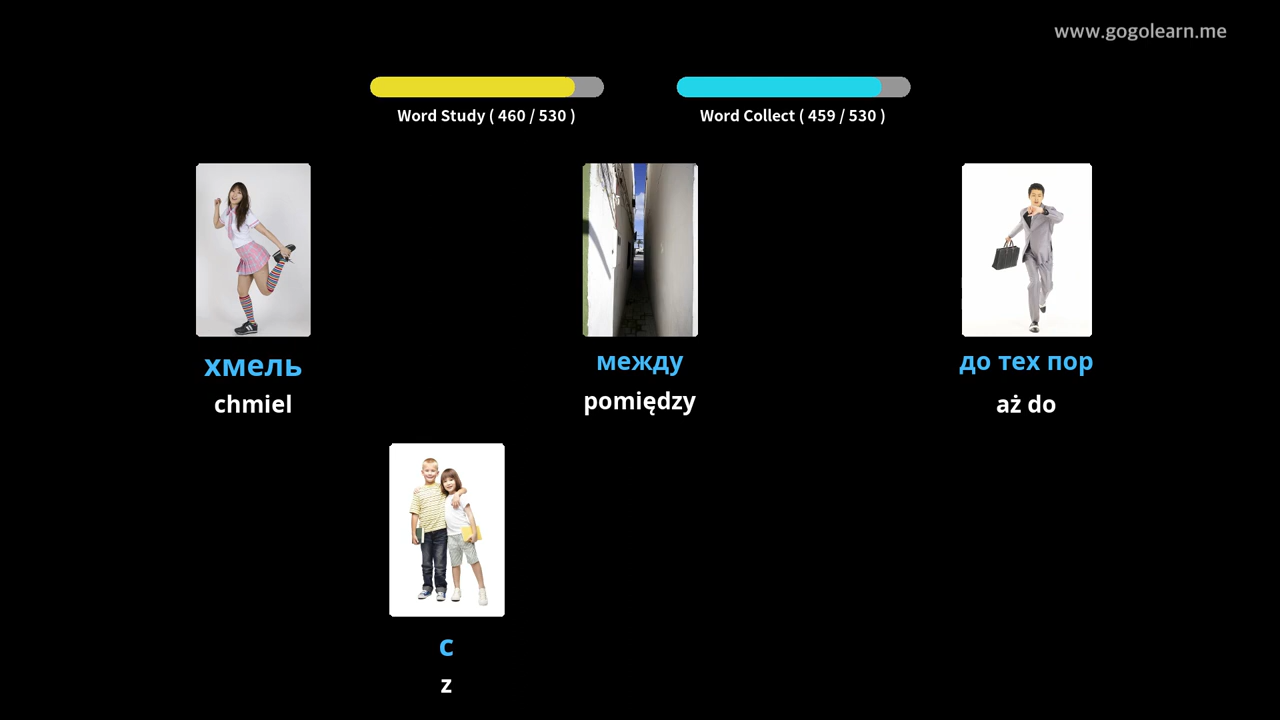 www.gogolearn.me
Word Study ( 460 / 530 )
Word Collect ( 459 / 530 )
хмель
chmiel
между
pomiędzy
до тех пор
aż do
с
z